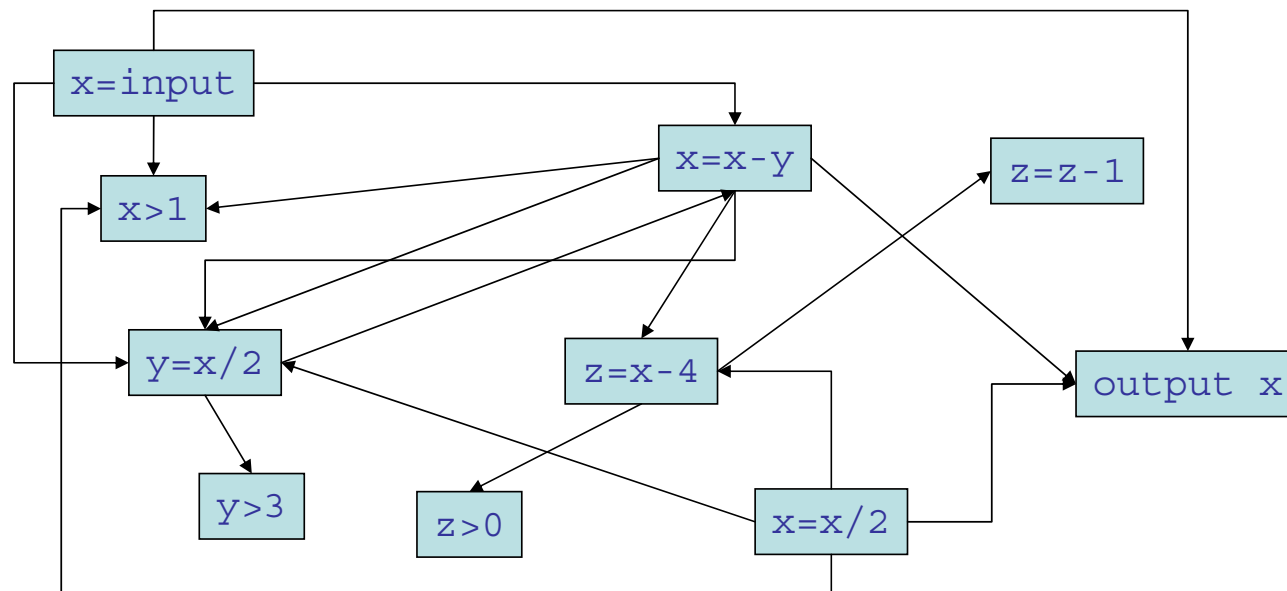 x=input
x=x-y
z=z-1
x>1
y=x/2
z=x-4
output x
y>3
z>0
x=x/2